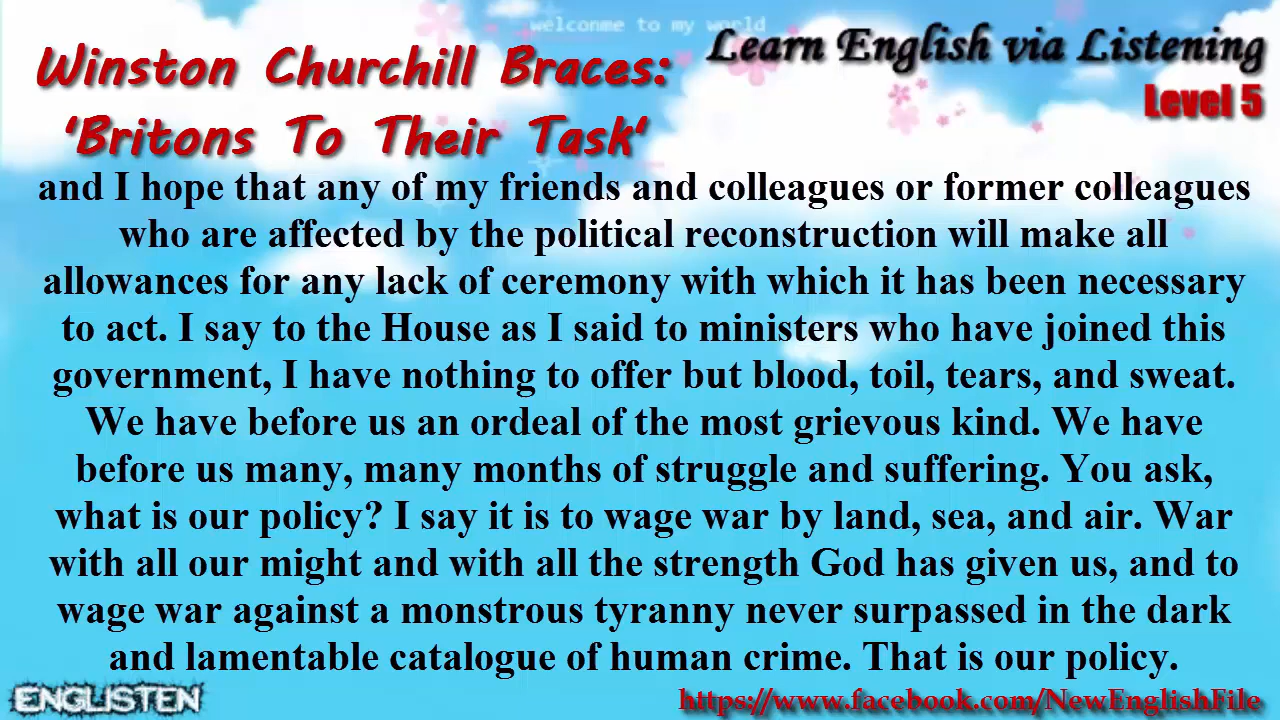 welconme to my world
Learn English via Listening
Level 5
Winston Churchill Braces:
‘Britons To Their Task‘
and I hope that any of my friends and colleagues or former colleagues
who are affected by the political reconstruction will make all
allowances for any lack of ceremony with which it has been necessary
to act. I say to the House as I said to ministers who have joined this
government, I have nothing to offer but blood, toil, tears, and sweat.
We have before us an ordeal of the most grievous kind. We have
before us many, many months of struggle and suffering. You ask,
what is our policy? I say it is to wage war by land, sea, and air. War
with all our might and with all the strength God has given us, and to
wage war against a monstrous tyranny never surpassed in the dark
and lamentable catalogue of human crime. That is our policy.
ENGLISTEN
https://www.facebook.com/NewEnglishFile